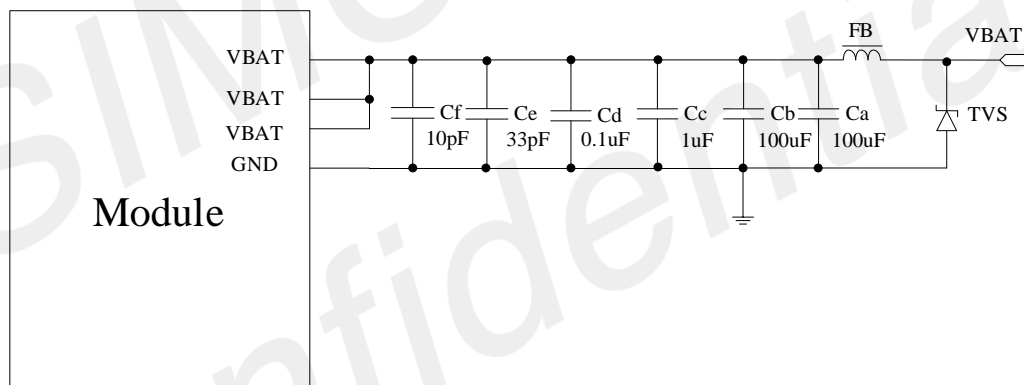 SIMC
Confidential
FB
VBAT
VBAT
VBAT
VBAT
GND
Module
Cf
10pF
Ce
33pF
Cd
0.1uF
Cc
1uF
Cb
100uF
Ca
100uF
TVS